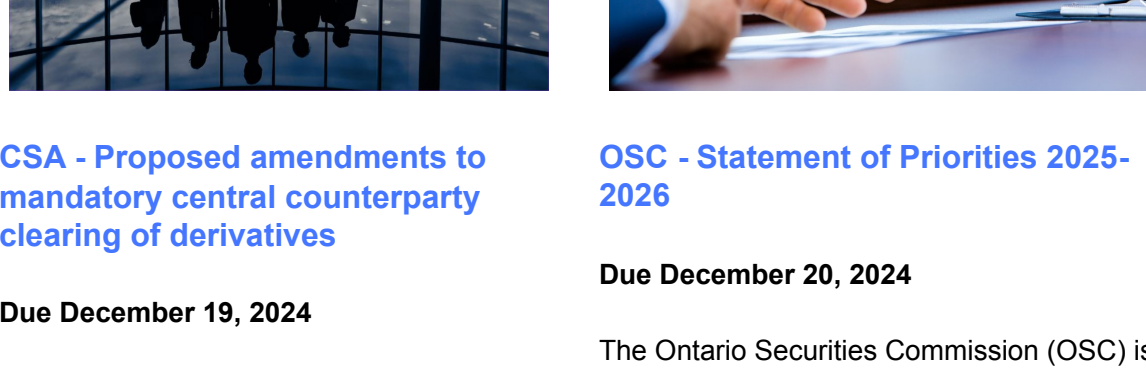 CSA - Proposed amendments to
mandatory central counterparty
clearing of derivatives
Due December 19, 2024
OSC - Statement of Priorities 2025-
2026
Due December 20, 2024
The Ontario Securities Commission (OSC) is